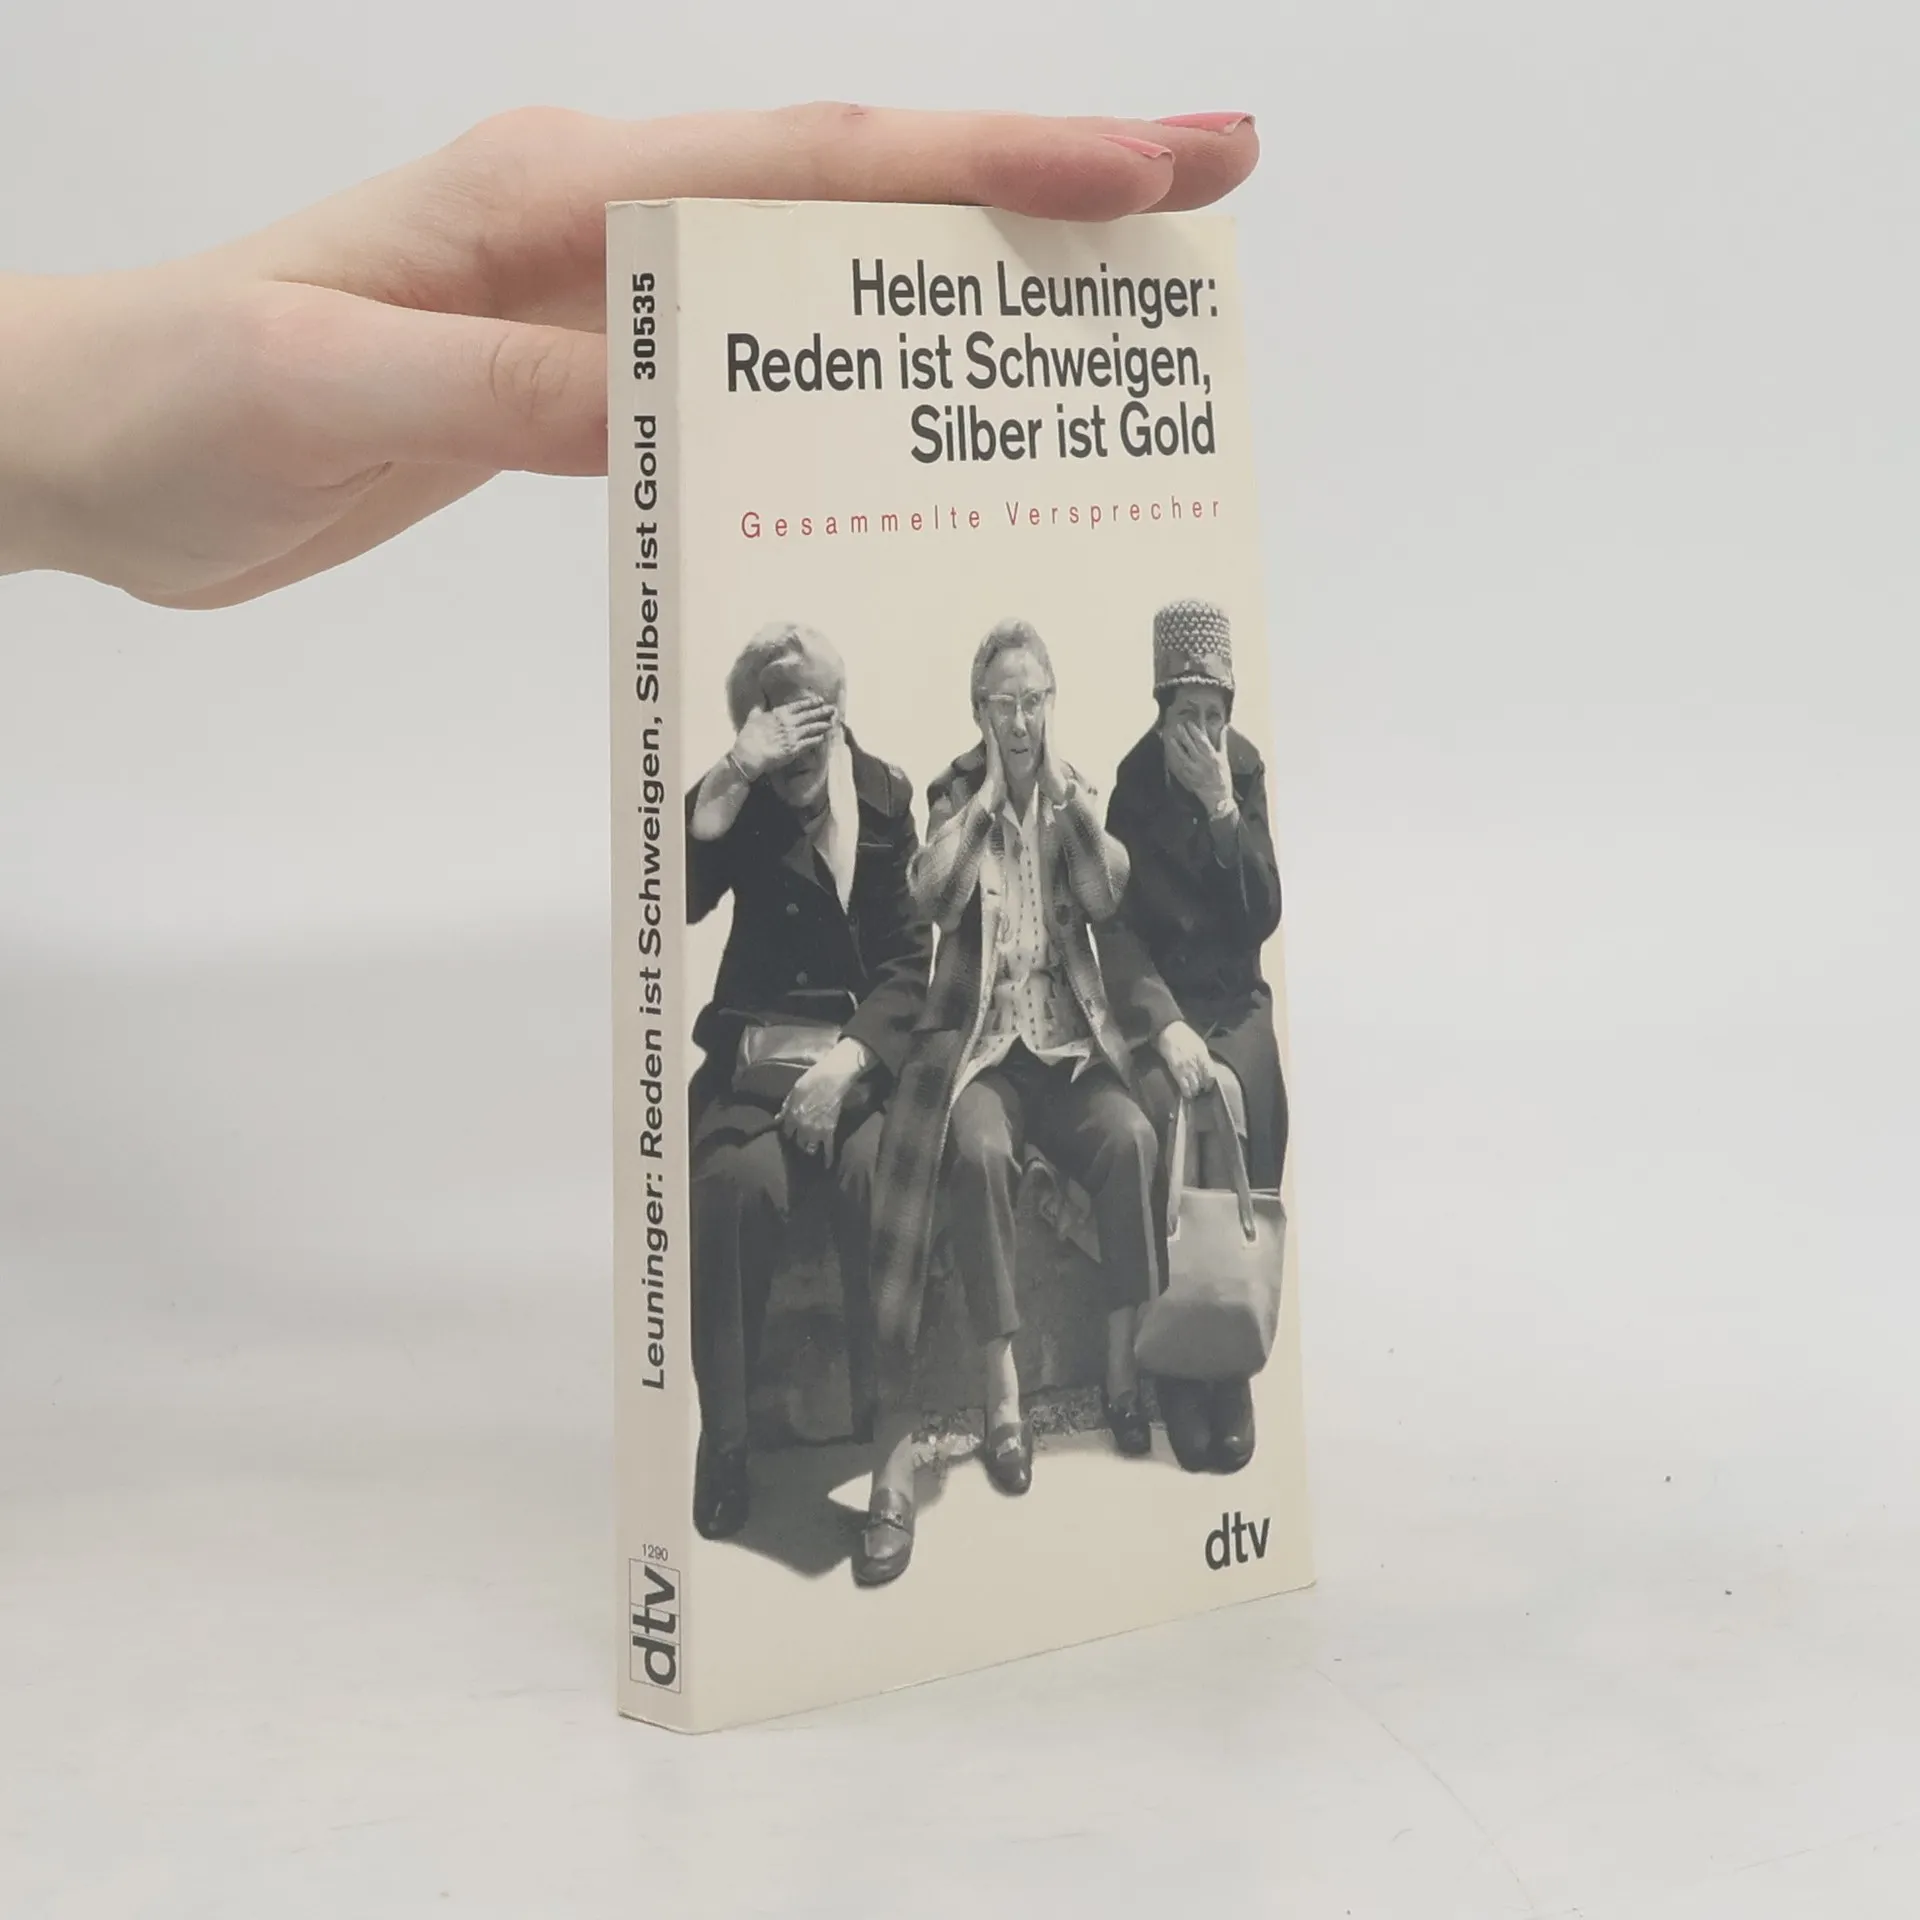 Helen Leuninger:
Reden ist Schweigen,
Silber ist Gold
Gesammelte Versprecher
dtv
Leuninger: Reden ist Schweigen, Silber ist Gold 30535
1290
dtv